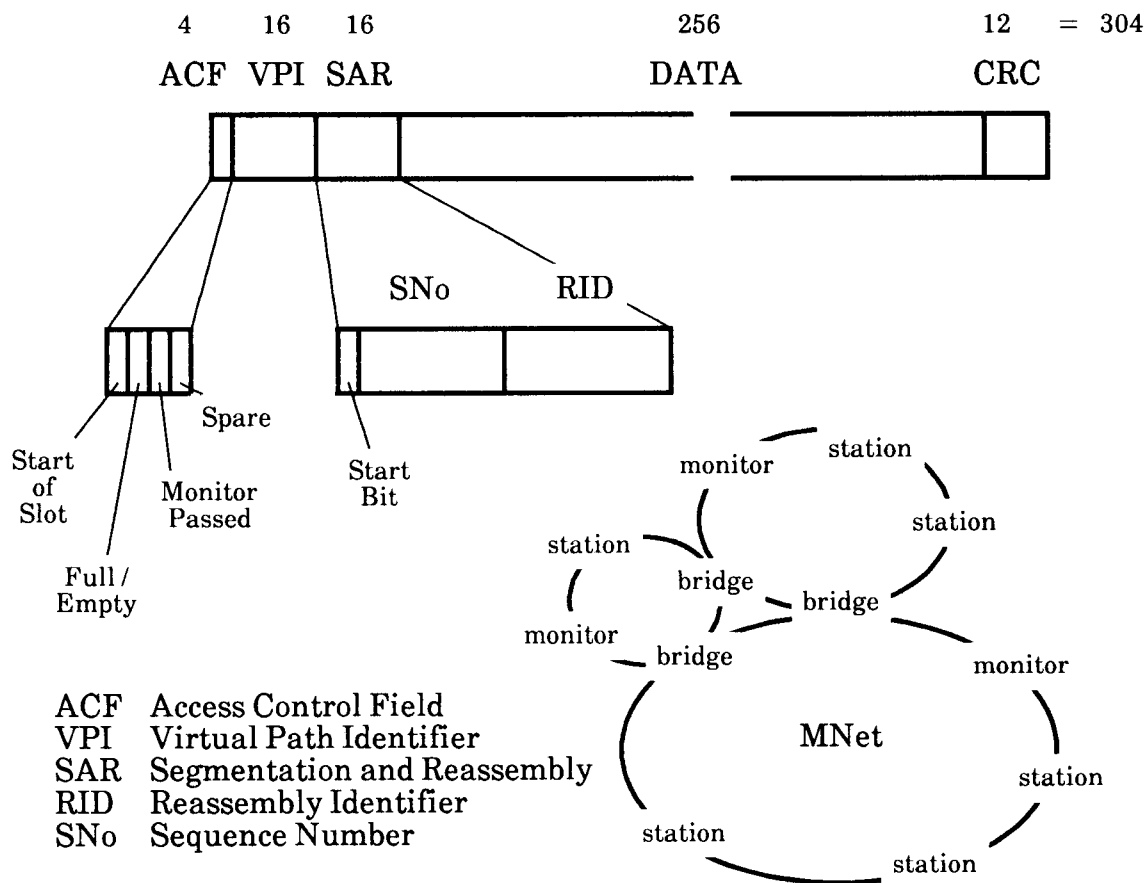 4 16 16 256 12 = 304
ACF VPI SAR DATA CRC
SNo RID
Spare
Start
of
Slot
Monitor
Passed
Start
Bit
Full /
Empty
monitor
station
station
station
bridge
bridge
monitor
bridge
monitor
MNet
station
station
station
ACF Access Control Field
VPI Virtual Path Identifier
SAR Segmentation and Reassembly
RID Reassembly Identifier
SNo Sequence Number